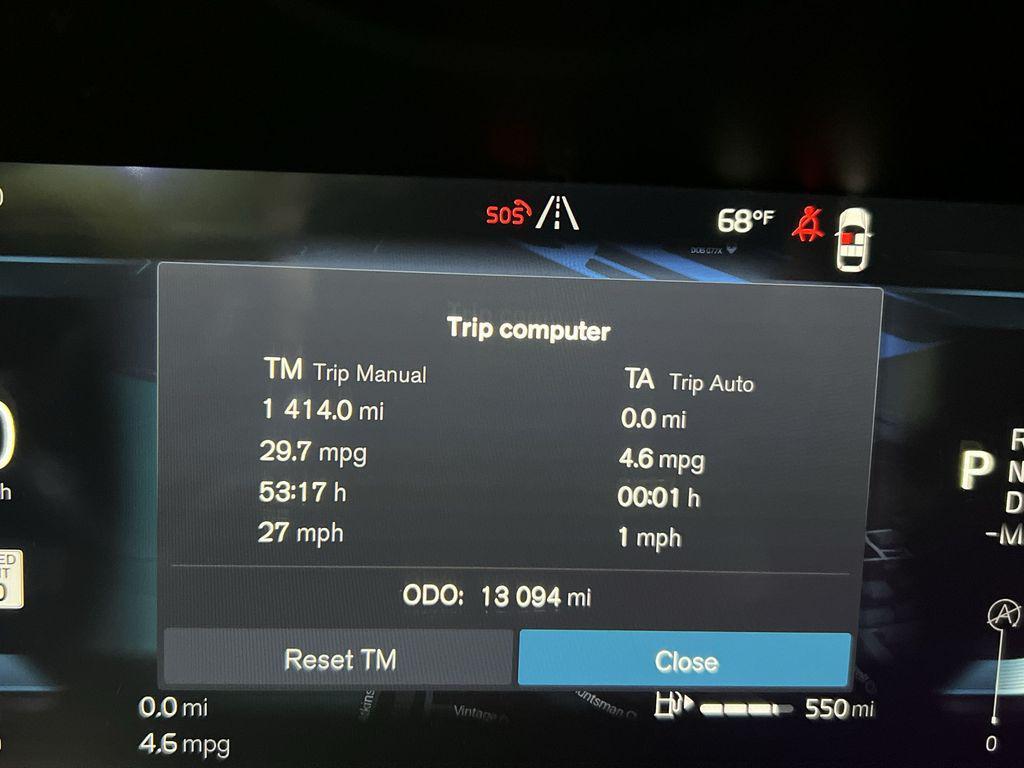 SOS
68°F
Trip computer
TM Trip Manual
1 414.0 mi
29.7 mpg
53:17 h
27 mph
TA Trip Auto
0.0 mi
4.6 mpg
00:01 h
1 mph
ODO: 13 094 mi
Reset TM
Close
P
R
N
D
-M
0.0 mi
4.6 mpg
Vintage
550 mi
A
0